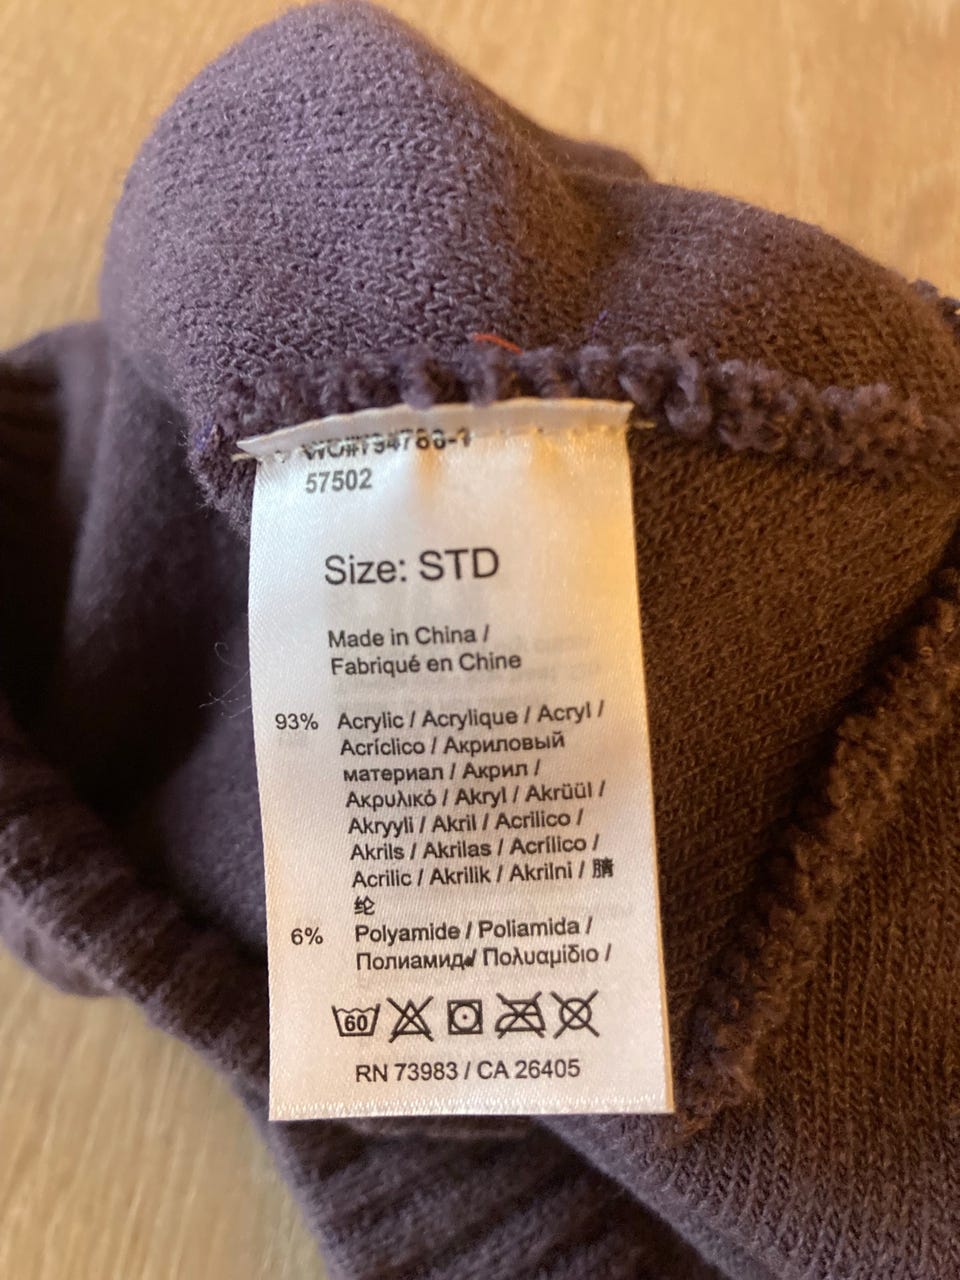 57502
Size: STD
Made in China /
Fabriqué en Chine
93% Acrylic / Acrylique / Acryl /
Acríclico / Акриловый
материал / Акрил /
Ακρυλικό / Akryl / Akrüül /
Akryyli / Akril / Acrilico /
Akrils / Akrilas / Acrílico /
Acrilic / Akrilik / Akrilni / 腈
纶
6% Polyamide / Poliamida /
Полиамид / Πολυαμίδιο /
60
RN 73983 / CA 26405